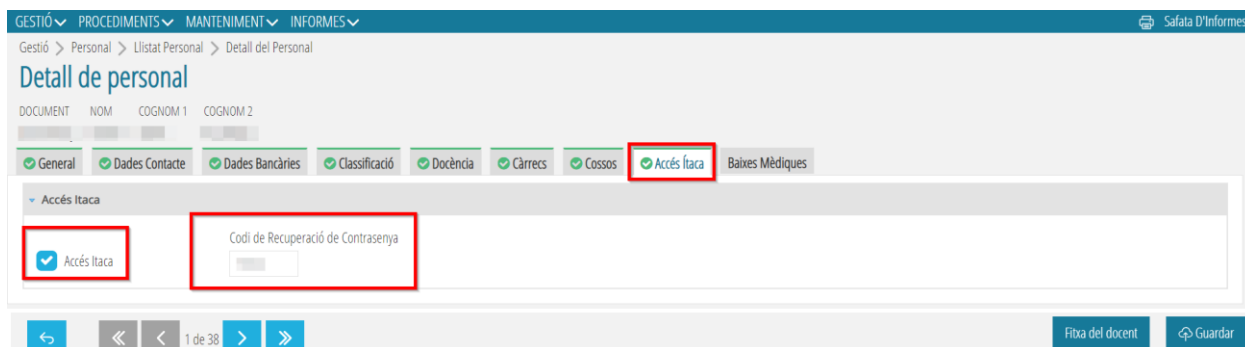 GESTIÓ PROCEDIMENTS MANTENIMENT INFORMES Safata D'Informes
Gestió > Personal > Llistat Personal > Detall del Personal
Detall de personal
DOCUMENT NOM COGNOM 1 COGNOM 2
General Dades Contacte Dades Bancàries Classificació Docència Càrrecs Cossos Accés Ítaca Baixes Mèdiques
Accés Itaca
Codi de Recuperació de Contrasenya
Accés Itaca
1 de 38 Fitxa del docent Guardar